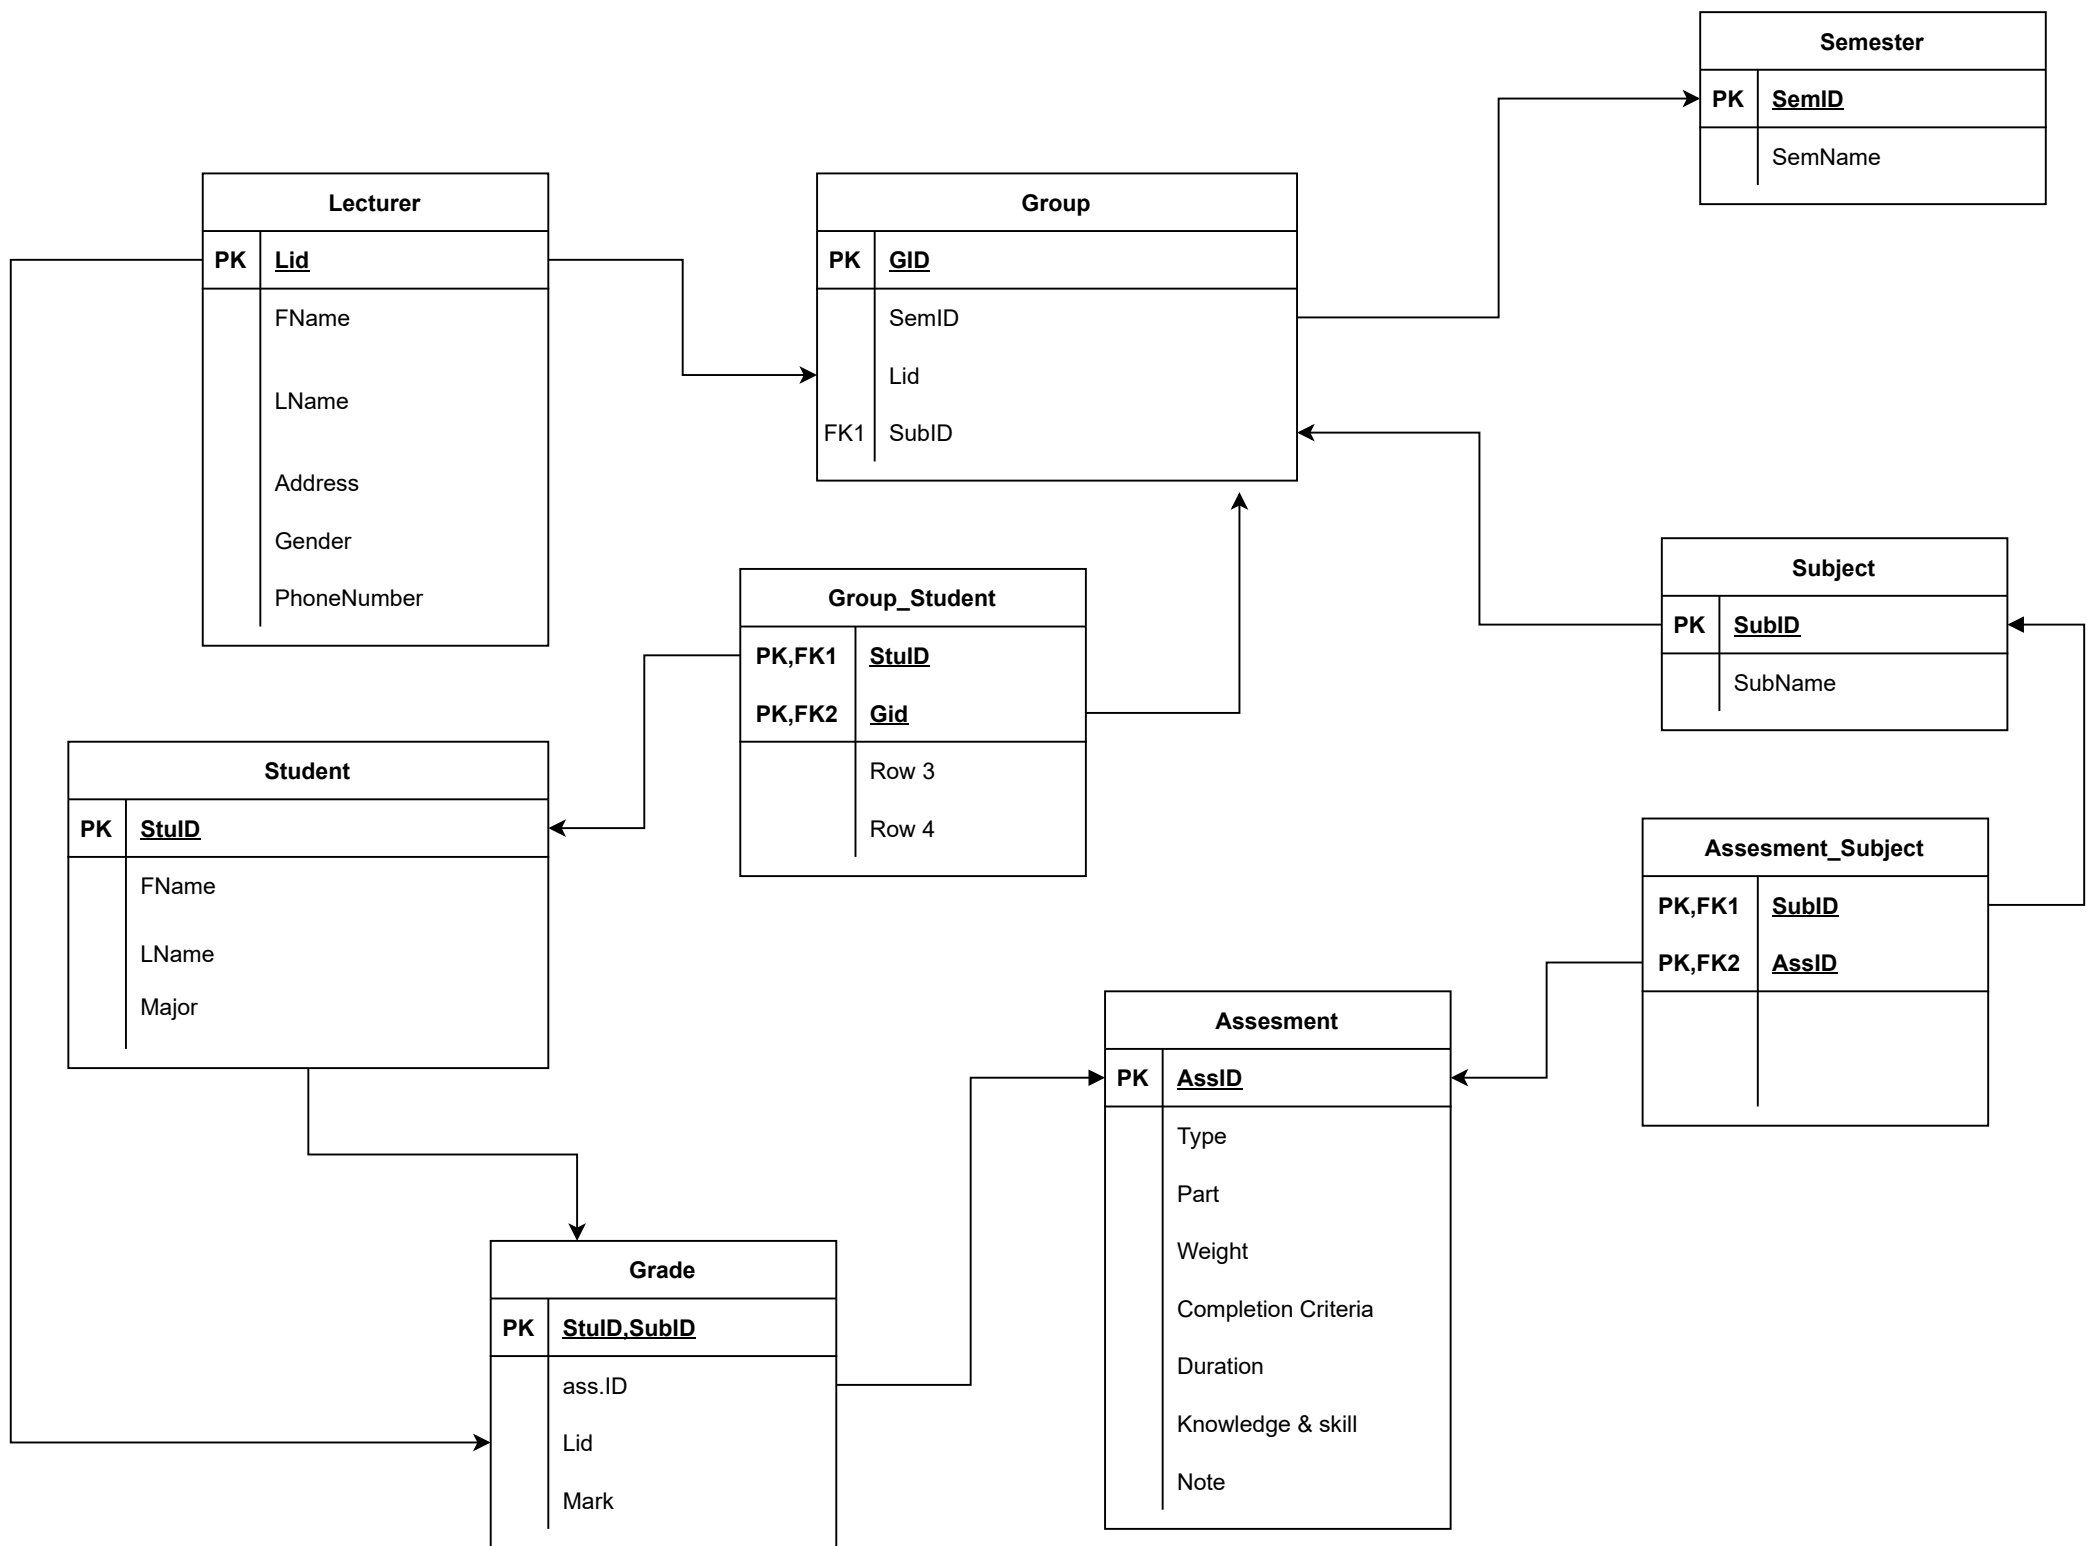 Semester
PK SemID
SemName
Lecturer
PK Lid
FName
LName
Address
Gender
PhoneNumber
Group
PK GID
SemID
Lid
FK1 SubID
Group_Student
PK,FK1 StuID
PK,FK2 Gid
Row 3
Row 4
Subject
PK SubID
SubName
Student
PK StuID
FName
LName
Major
Assesment_Subject
PK,FK1 SubID
PK,FK2 AssID
Assesment
PK AssID
Type
Part
Weight
Completion Criteria
Duration
Knowledge & skill
Note
Grade
PK StuID,SubID
ass.ID
Lid
Mark